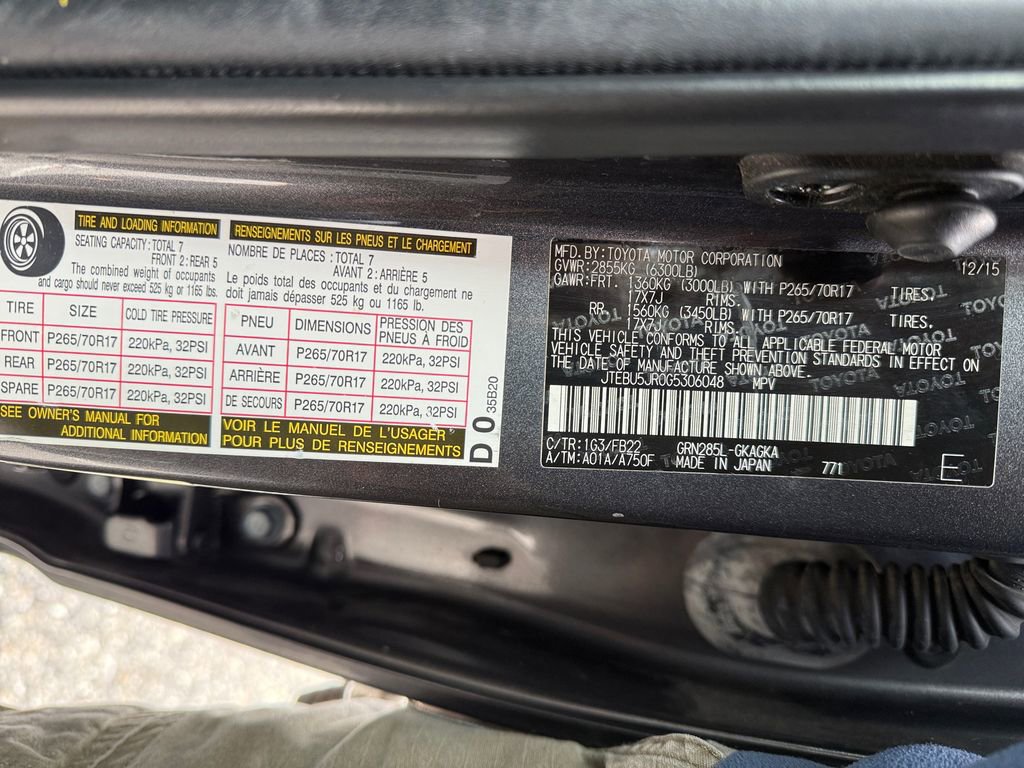 TIRE AND LOADING INFORMATION
SEATING CAPACITY : TOTAL 7
FRONT 2 : REAR 5
The combined weight of occupants
and cargo should never exceed 525 kg or 1165 lbs.
TIRE SIZE COLD TIRE PRESSURE
FRONT P265/70R17 220kPa, 32PSI
REAR P265/70R17 220kPa, 32PSI
SPARE P265/70R17 220kPa, 32PSI
SEE OWNER'S MANUAL FOR
ADDITIONAL INFORMATION
RENSEIGNEMENTS SUR LES PNEUS ET LE CHARGEMENT
NOMBRE DE PLACES : TOTAL 7
AVANT 2 : ARRIÈRE 5
Le poids total des occupants et du chargement ne
doit jamais dépasser 525 kg ou 1165 lb.
PNEU DIMENSIONS PRESSION DES PNEUS À FROID
AVANT P265/70R17 220kPa, 32PSI
ARRIÈRE P265/70R17 220kPa, 32PSI
DE SECOURS P265/70R17 220kPa, 32PSI
VOIR LE MANUEL DE L'USAGER
POUR PLUS DE RENSEIGNEMENTS
D 0 35B20
MFD. BY: TOYOTA MOTOR CORPORATION 12/15
GVWR: 2855KG (6300LB)
GAWR: FRT. 1360KG (3000LB) WITH P265/70R17 TIRES,
17X7J RIMS.
RR. 1560KG (3450LB) WITH P265/70R17 TIRES,
17X7J RIMS.
THIS VEHICLE CONFORMS TO ALL APPLICABLE FEDERAL MOTOR
VEHICLE SAFETY AND THEFT PREVENTION STANDARDS IN EFFECT ON
THE DATE OF MANUFACTURE SHOWN ABOVE.
JTEBU5JR0G5306048 MPV
C/TR: 1G3/FB22 GRN285L-GKAGKA
A/TM: A01A/A750F MADE IN JAPAN 771 E